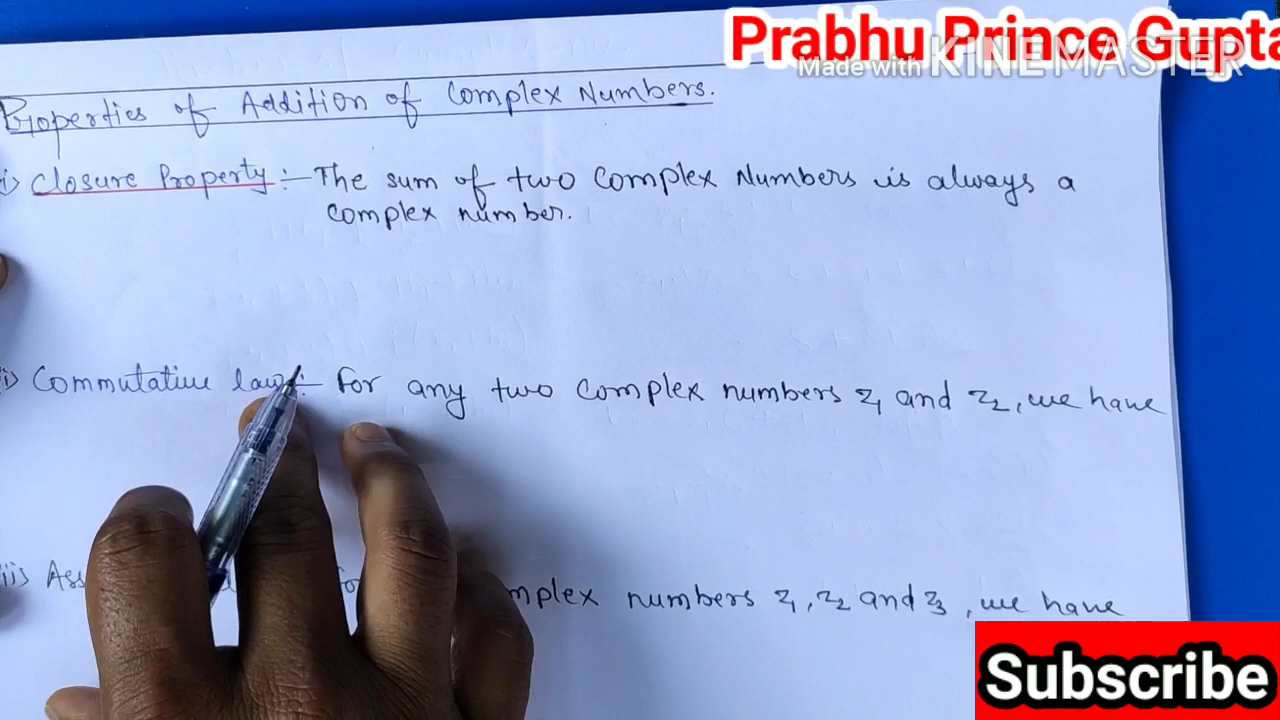 Prabhu Prince Gupta
Made with KINEMASTER
Properties of Addition of Complex Numbers.
i) Closure Property :- The sum of two complex Numbers is always a
complex number.
i) Commutative law :- For any two complex numbers z1 and z2, we have
ii) Ass mplex numbers z1, z2 and z3, we have
Subscribe